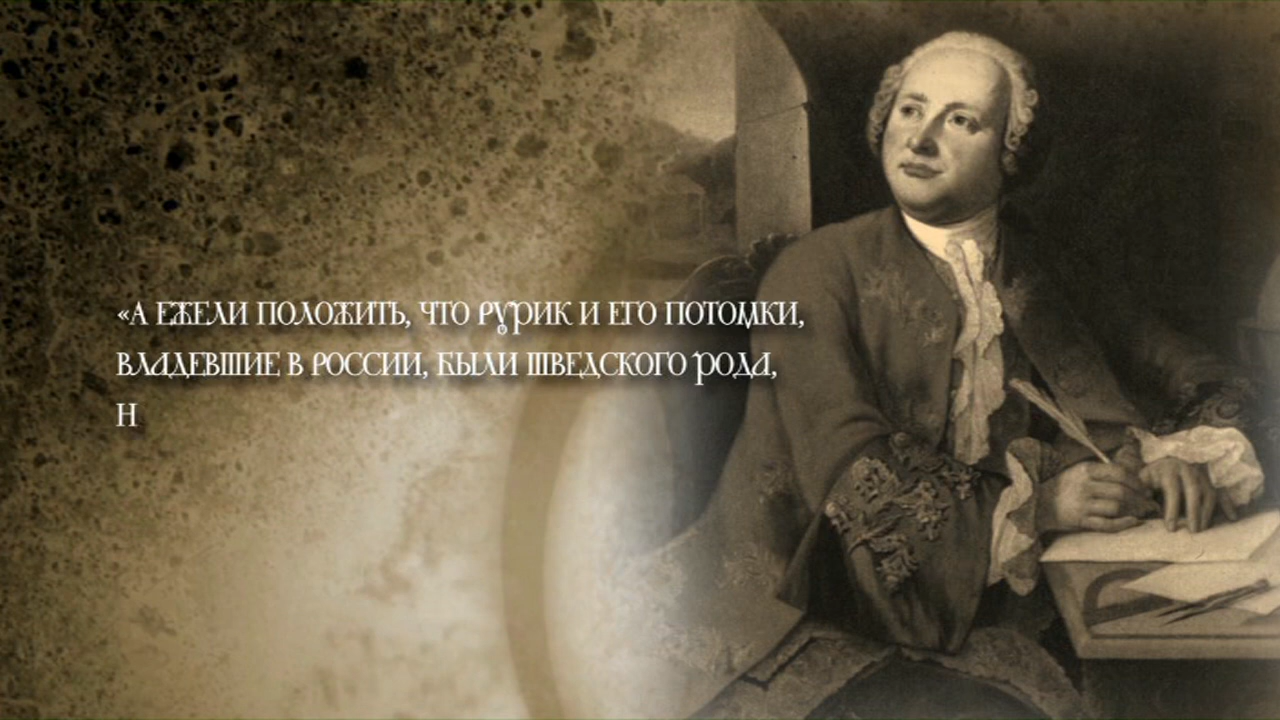 «А ЕЖЕЛИ ПОЛОЖИТЬ, ЧТО РУРИК И ЕГО ПОТОМКИ,
ВЛАДЕВШИЕ В РОССИИ, БЫЛИ ШВЕДСКОГО РОДА,
Н